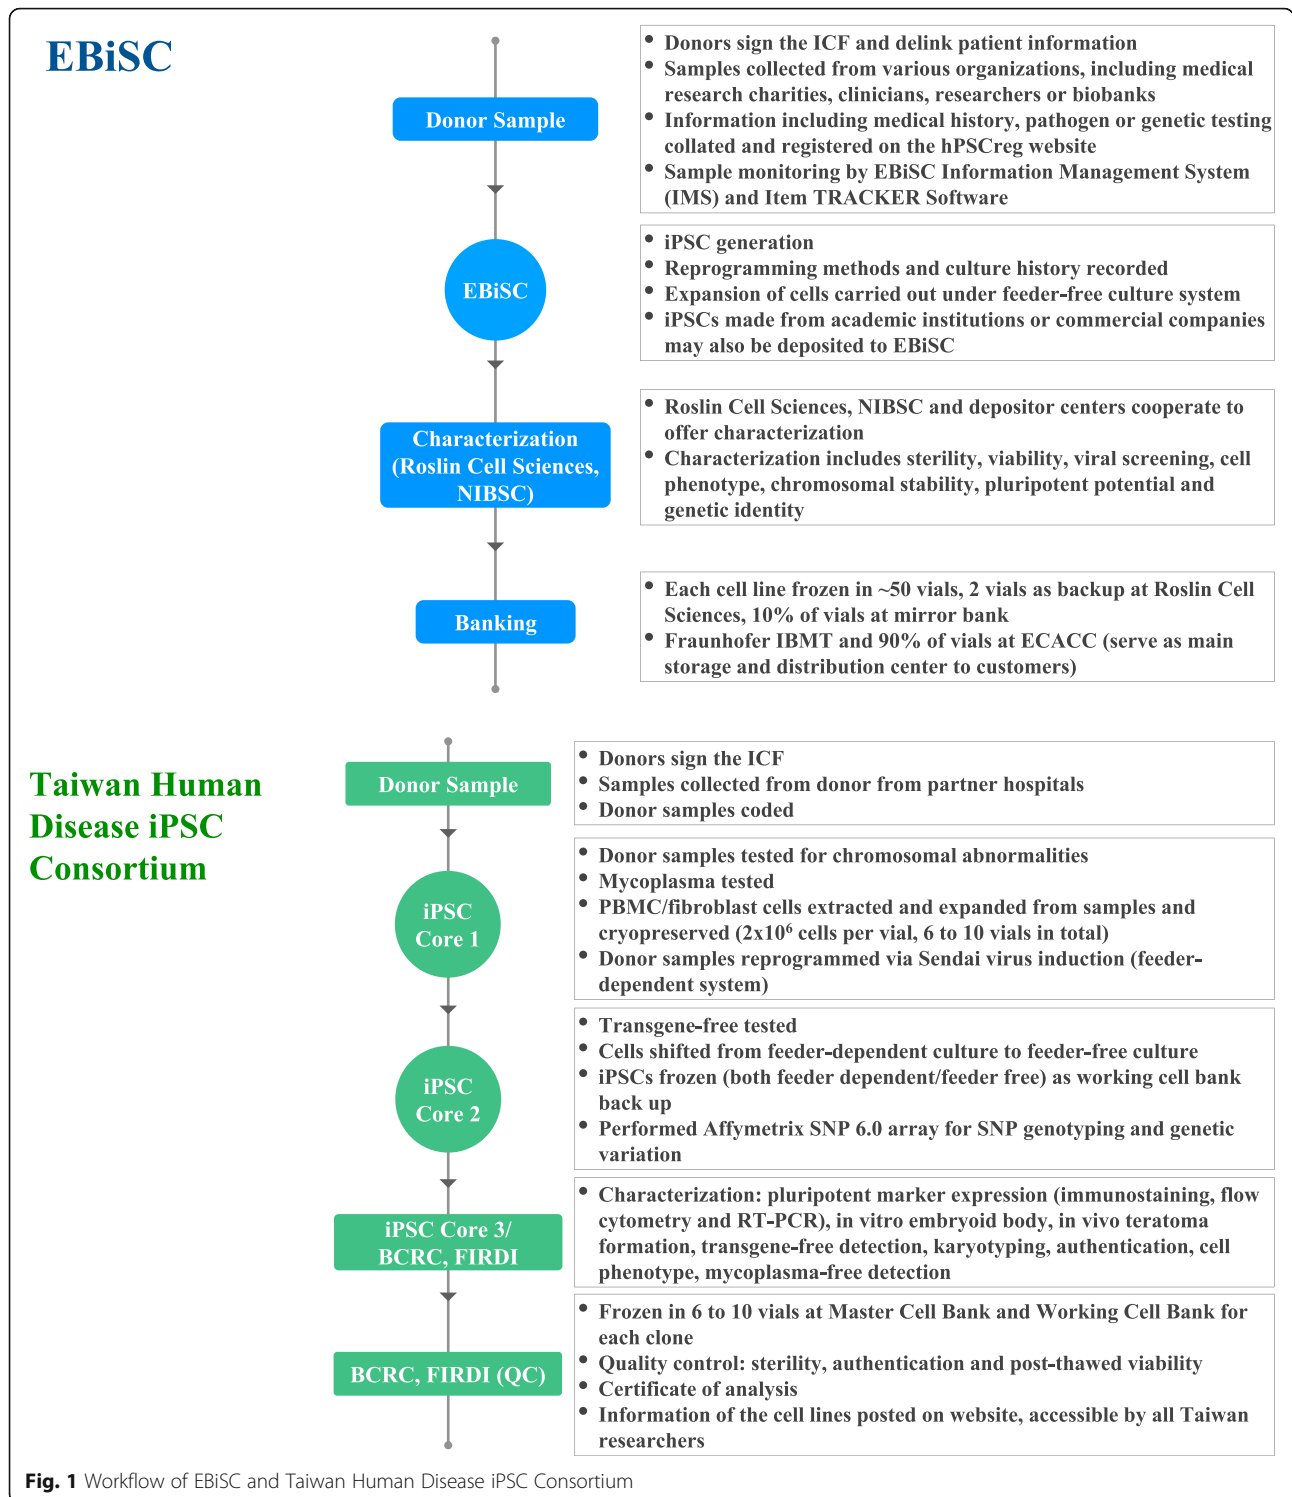 EBiSC
Donor Sample
• Donors sign the ICF and delink patient information
• Samples collected from various organizations, including medical
research charities, clinicians, researchers or biobanks
• Information including medical history, pathogen or genetic testing
collated and registered on the hPSCreg website
• Sample monitoring by EBiSC Information Management System
(IMS) and Item TRACKER Software
EBiSC
• iPSC generation
• Reprogramming methods and culture history recorded
• Expansion of cells carried out under feeder-free culture system
• iPSCs made from academic institutions or commercial companies
may also be deposited to EBiSC
Characterization
(Roslin Cell Sciences,
NIBSC)
• Roslin Cell Sciences, NIBSC and depositor centers cooperate to
offer characterization
• Characterization includes sterility, viability, viral screening, cell
phenotype, chromosomal stability, pluripotent potential and
genetic identity
Banking
• Each cell line frozen in ~50 vials, 2 vials as backup at Roslin Cell
Sciences, 10% of vials at mirror bank
• Fraunhofer IBMT and 90% of vials at ECACC (serve as main
storage and distribution center to customers)
Taiwan Human
Disease iPSC
Consortium
Donor Sample
• Donors sign the ICF
• Samples collected from donor from partner hospitals
• Donor samples coded
iPSC
Core 1
• Donor samples tested for chromosomal abnormalities
• Mycoplasma tested
• PBMC/fibroblast cells extracted and expanded from samples and
cryopreserved (2x10⁶ cells per vial, 6 to 10 vials in total)
• Donor samples reprogrammed via Sendai virus induction (feeder-
dependent system)
iPSC
Core 2
• Transgene-free tested
• Cells shifted from feeder-dependent culture to feeder-free culture
• iPSCs frozen (both feeder dependent/feeder free) as working cell bank
back up
• Performed Affymetrix SNP 6.0 array for SNP genotyping and genetic
variation
iPSC Core 3/
BCRC, FIRDI
• Characterization: pluripotent marker expression (immunostaining, flow
cytometry and RT-PCR), in vitro embryoid body, in vivo teratoma
formation, transgene-free detection, karyotyping, authentication, cell
phenotype, mycoplasma-free detection
BCRC, FIRDI (QC)
• Frozen in 6 to 10 vials at Master Cell Bank and Working Cell Bank for
each clone
• Quality control: sterility, authentication and post-thawed viability
• Certificate of analysis
• Information of the cell lines posted on website, accessible by all Taiwan
researchers
Fig. 1 Workflow of EBiSC and Taiwan Human Disease iPSC Consortium